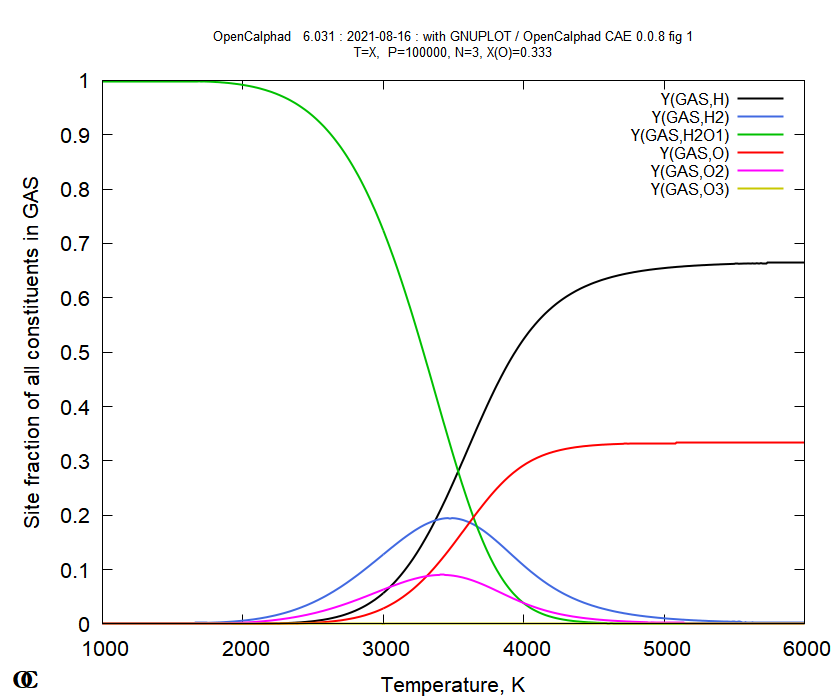 OpenCalphad 6.031 : 2021-08-16 : with GNUPLOT / OpenCalphad CAE 0.0.8 fig 1
T=X, P=100000, N=3, X(O)=0.333
Y(GAS,H)
Y(GAS,H2)
Y(GAS,H2O1)
Y(GAS,O)
Y(GAS,O2)
Y(GAS,O3)
Site fraction of all constituents in GAS
1
0.9
0.8
0.7
0.6
0.5
0.4
0.3
0.2
0.1
0
1000 2000 3000 4000 5000 6000
Temperature, K
OC